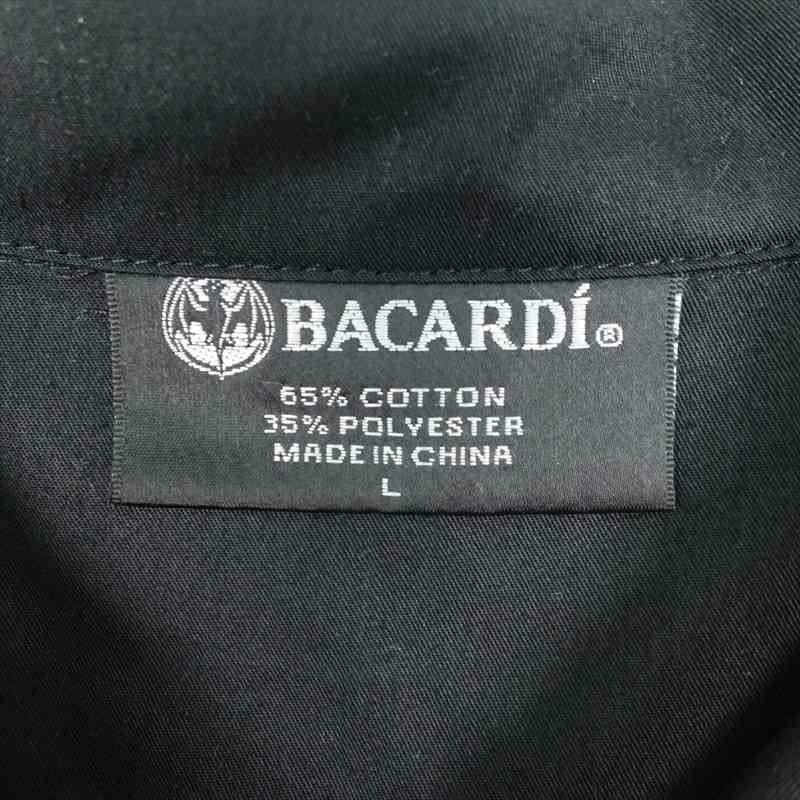 BACARDÍ®
65% COTTON
35% POLYESTER
MADE IN CHINA
L